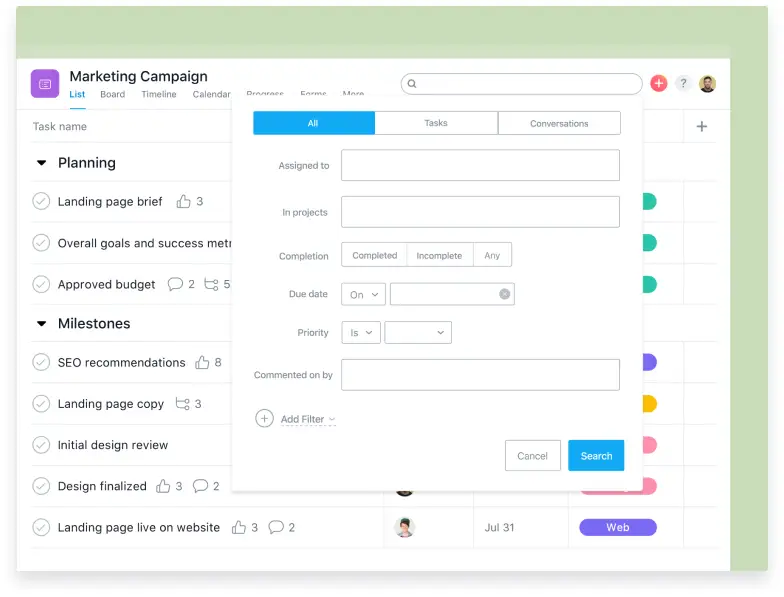 Marketing Campaign
List Board Timeline Calendar Progress Forms More
?
Task name
+
All Tasks Conversations
Planning
Assigned to
Landing page brief 3
In projects
Overall goals and success metr
Completion Completed Incomplete Any
Approved budget 2 5
Due date On
Milestones
Priority Is
SEO recommendations 8
Commented on by
Landing page copy 3
Add Filter
Initial design review
Cancel Search
Design finalized 3 2
Landing page live on website 3 2 Jul 31 Web